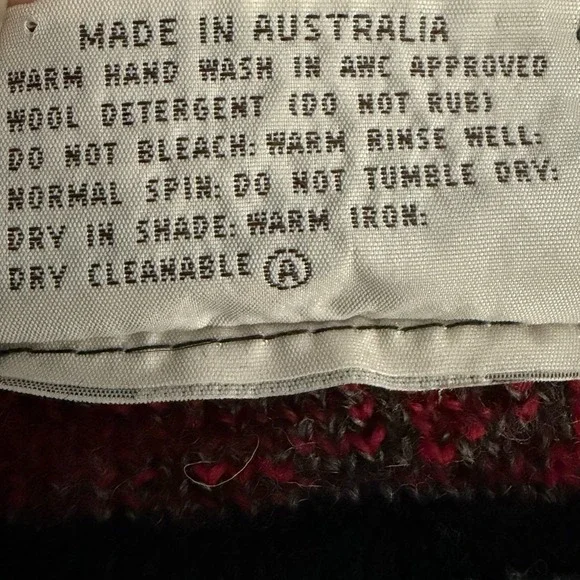 MADE IN AUSTRALIA
WARM HAND WASH IN AWC APPROVED
WOOL DETERGENT (DO NOT RUB)
DO NOT BLEACH: WARM RINSE WELL:
NORMAL SPIN: DO NOT TUMBLE DRY:
DRY IN SHADE: WARM IRON:
DRY CLEANABLE Ⓐ